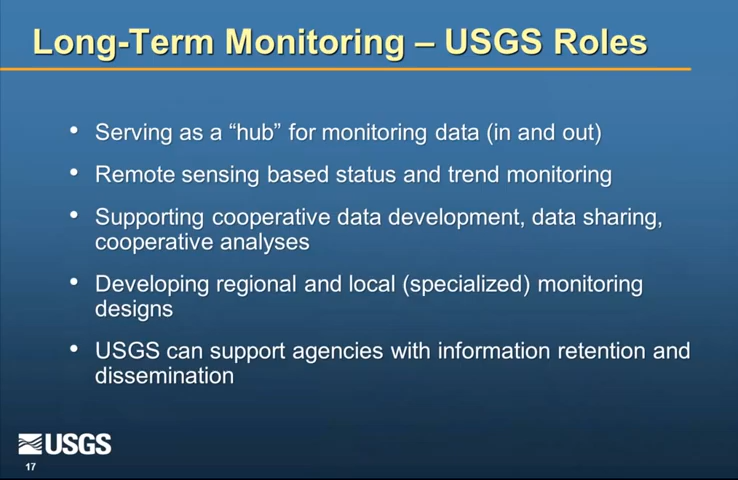 Long-Term Monitoring – USGS Roles
• Serving as a “hub” for monitoring data (in and out)
• Remote sensing based status and trend monitoring
• Supporting cooperative data development, data sharing,
cooperative analyses
• Developing regional and local (specialized) monitoring
designs
• USGS can support agencies with information retention and
dissemination
USGS
17